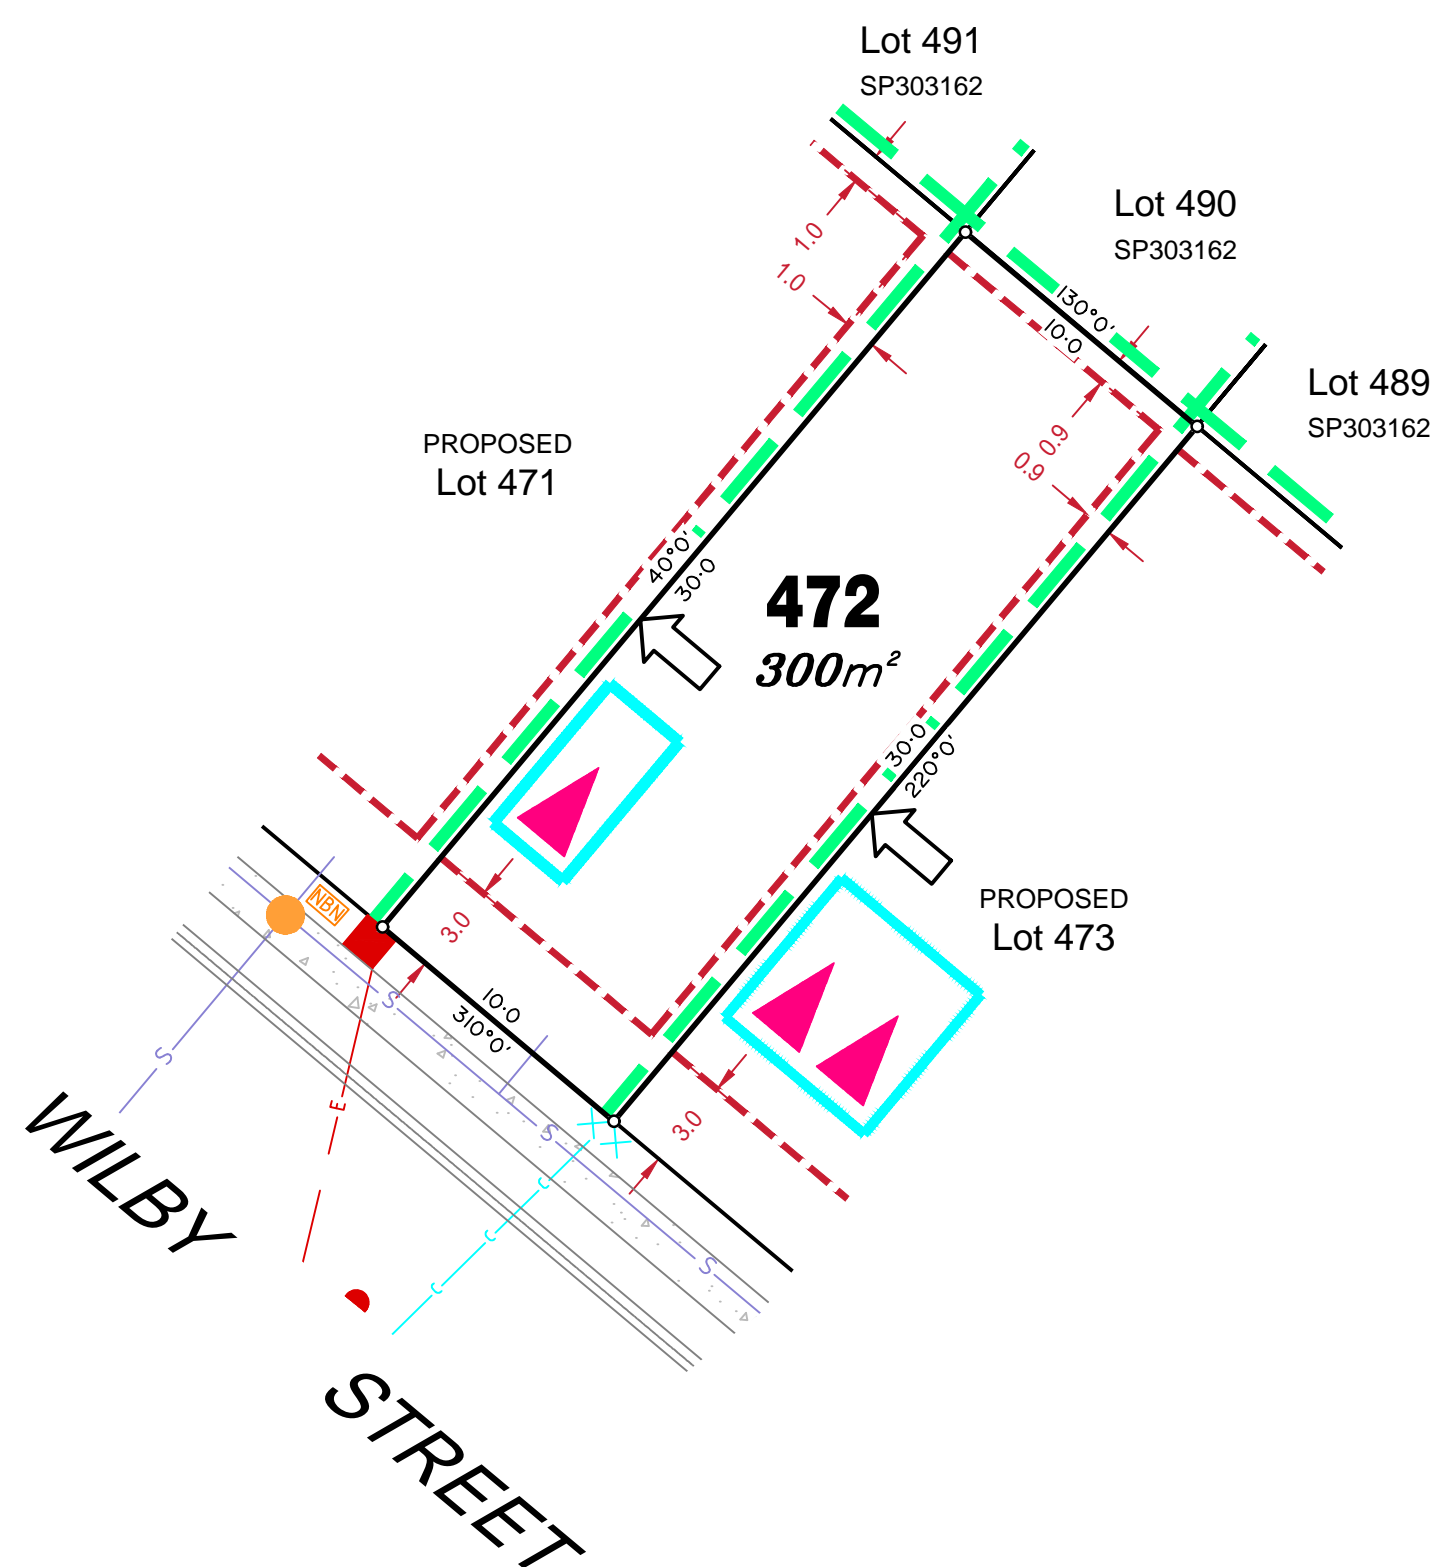 Lot 491
SP303162
Lot 490
SP303162
130°0'
10·0
Lot 489
SP303162
1.0
1.0
0.9
0.9
PROPOSED
Lot 471
40°0'
30·0
472
300m²
30·0
220°0'
PROPOSED
Lot 473
NBN
3.0
10·0
310°0'
3.0
S
S
S
S
E
C
C
C
WILBY
STREET